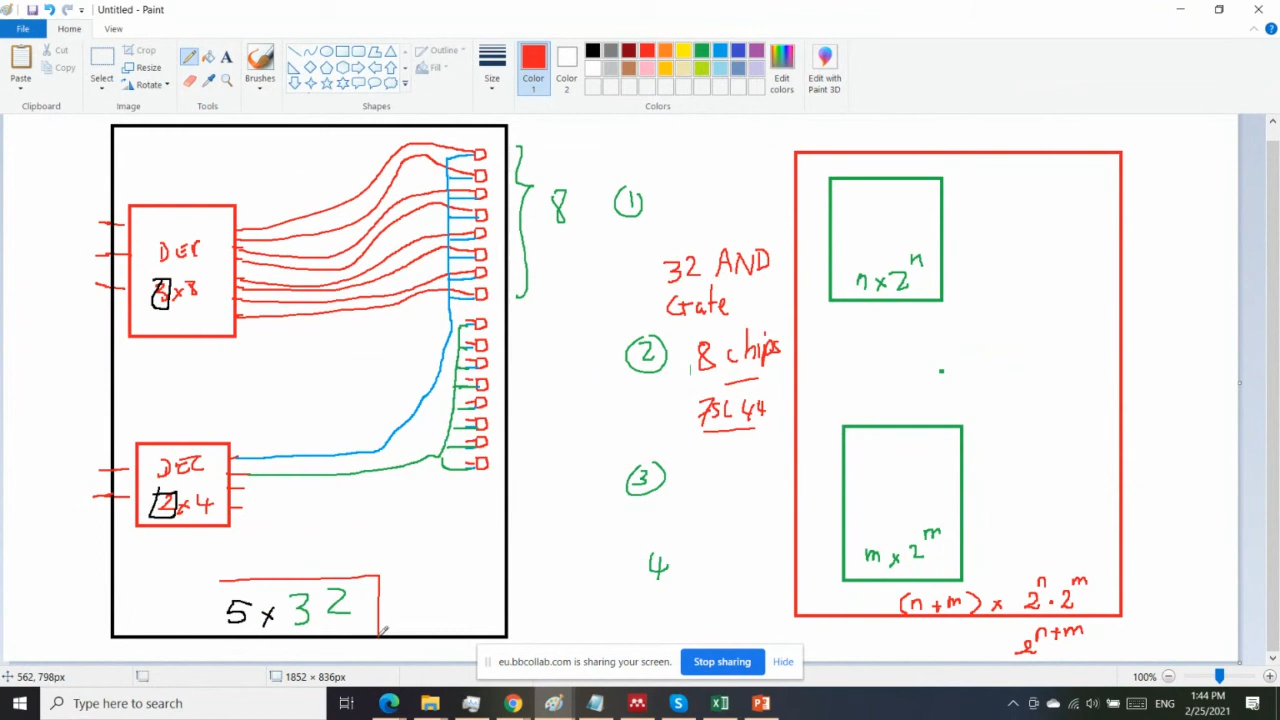 Untitled - Paint
File
Home
View
Paste
Cut
Copy
Clipboard
Select
Crop
Resize
Rotate
Image
Tools
Brushes
Shapes
Outline
Fill
Size
Color 1
Color 2
Colors
Edit colors
Edit with Paint 3D
DEC
3x8
8
1
32 AND
Crate
2
8 chips
75L44
3
4
DEC
2x4
5 x 32
n x 2^n
m x 2^m
(n+m) x 2^n . 2^m
2^n+m
eu.bbcollab.com is sharing your screen.
Stop sharing
Hide
562, 798px
1852 × 836px
100%
Type here to search
ENG
1:44 PM
2/25/2021